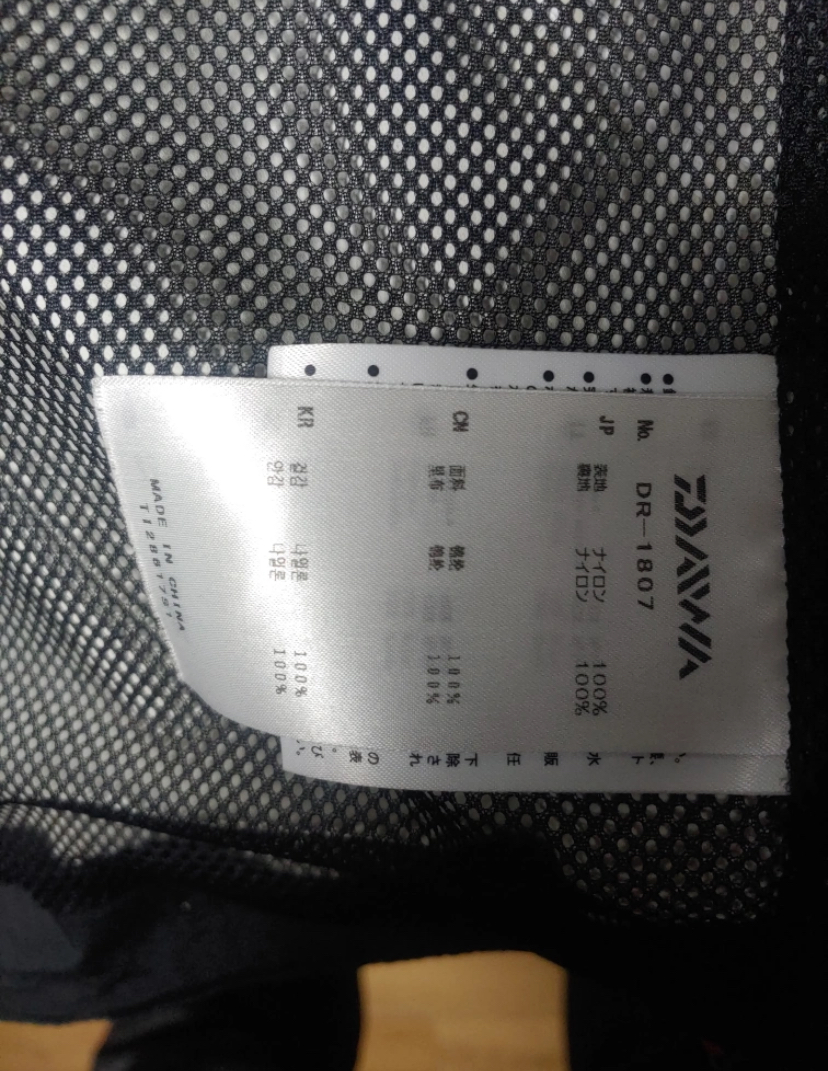 DAIWA
No. DR-1807
JP 表地 ナイロン 100%
裏地 ナイロン 100%
CN 面料 锦纶 100%
里布 锦纶 100%
KR 겉감 나일론 100%
안감 나일론 100%
MADE IN CHINA